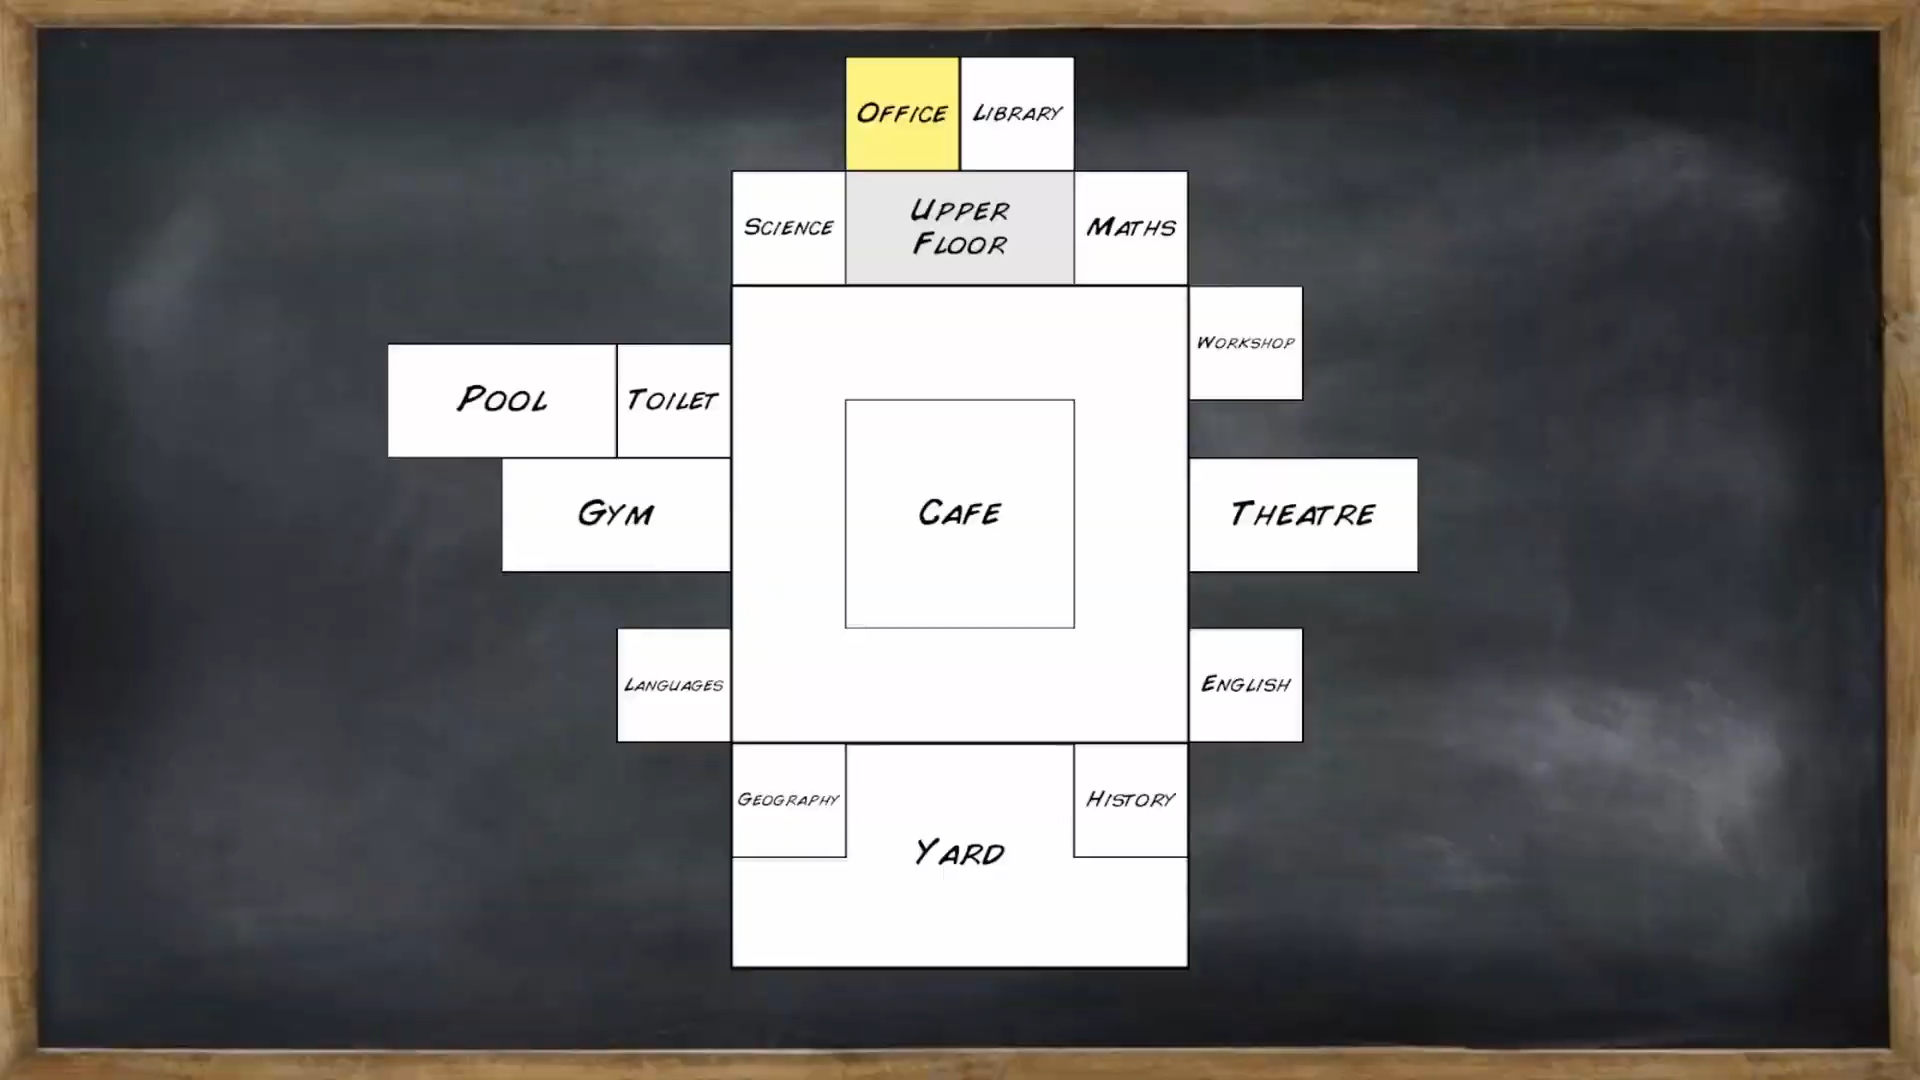 OFFICE
LIBRARY
SCIENCE
UPPER
FLOOR
MATHS
WORKSHOP
POOL
TOILET
GYM
CAFE
THEATRE
LANGUAGES
ENGLISH
GEOGRAPHY
HISTORY
YARD